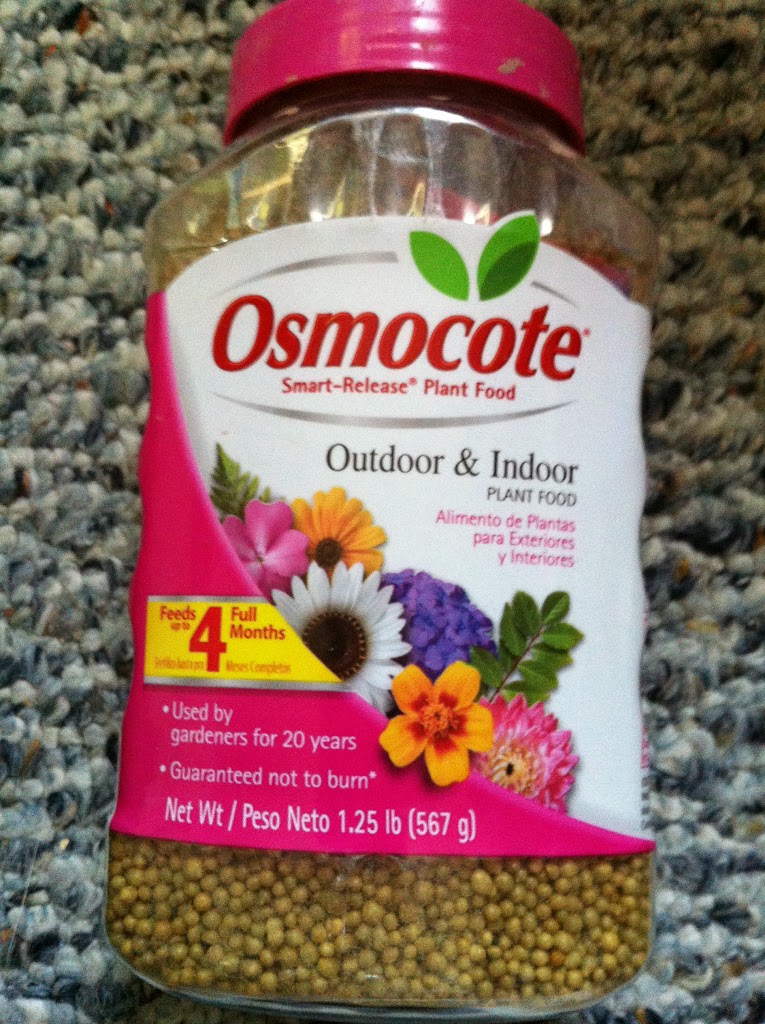 Osmocote
Smart-Release® Plant Food
Outdoor & Indoor
PLANT FOOD
Alimento de Plantas
para Exteriores
y Interiores
Feeds
up to
4
Full
Months
Meses Completos
•Used by
gardeners for 20 years
•Guaranteed not to burn*
Net Wt / Peso Neto 1.25 lb (567 g)